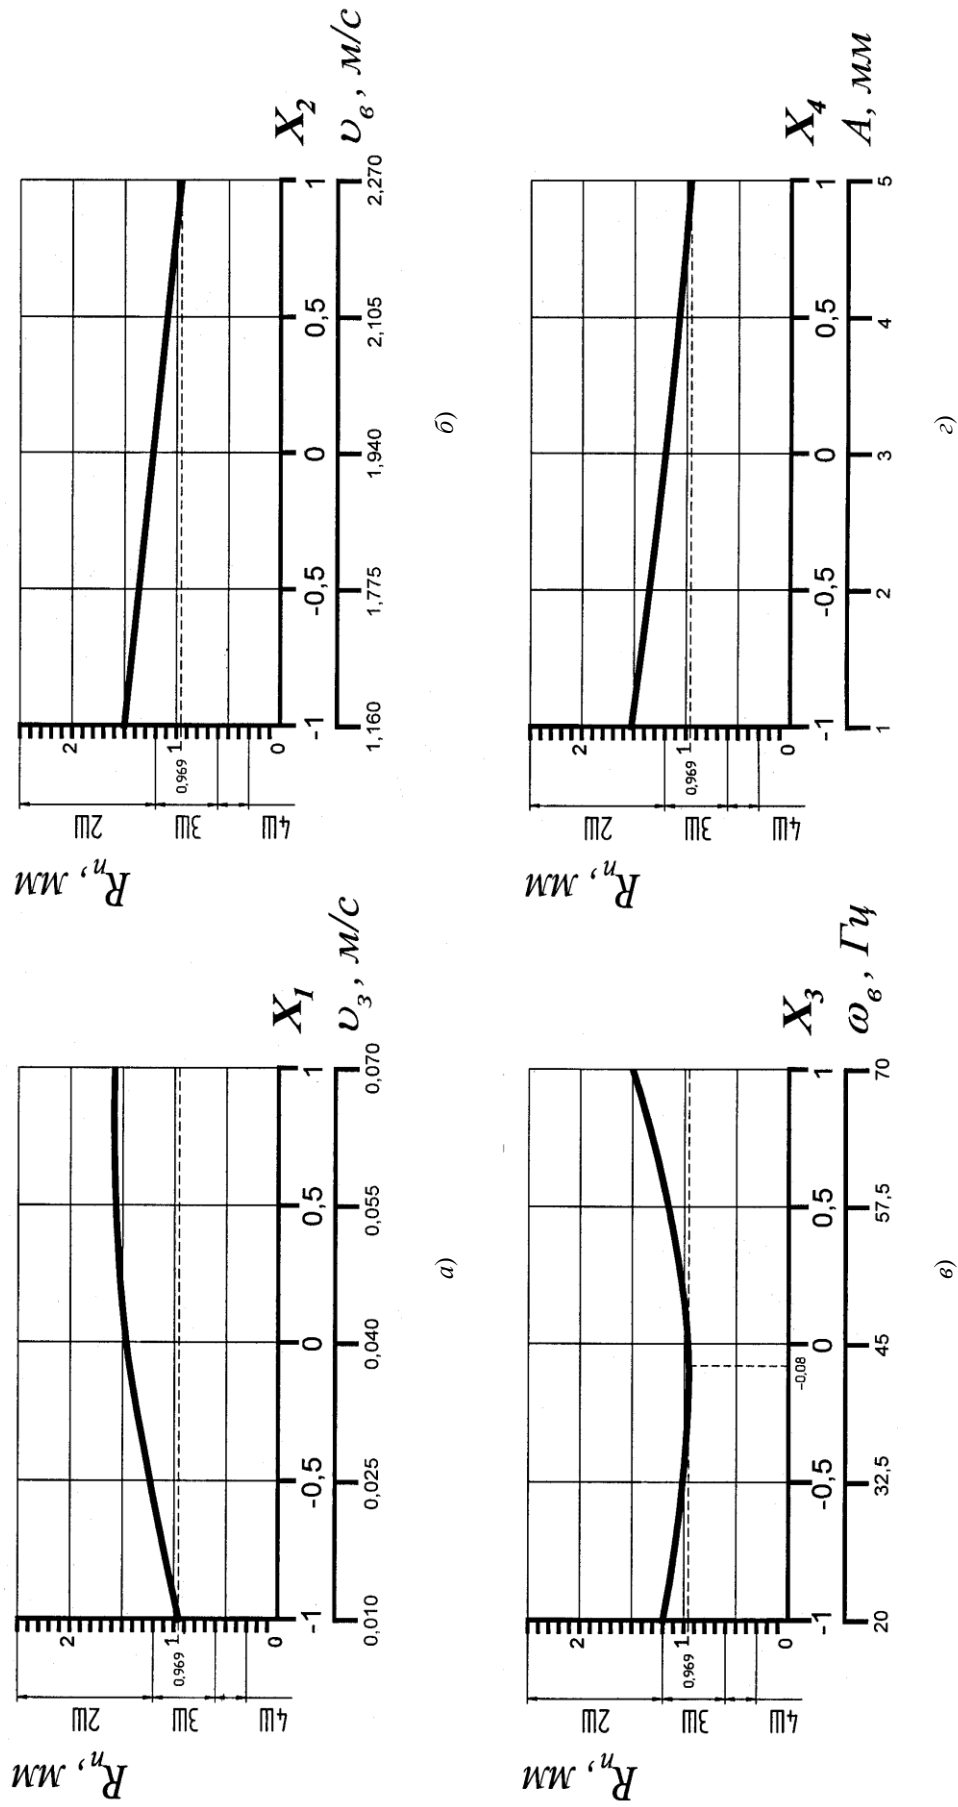 R_п, мм
2Ш
3Ш
4Ш
2
1
0,969
0
-1
-0,5
0
0,5
1
X_1
0,010
0,025
0,040
0,055
0,070
υ_з, м/с
а)
R_п, мм
2Ш
3Ш
4Ш
2
1
0,969
0
-1
-0,5
0
0,5
1
X_2
1,160
1,775
1,940
2,105
2,270
υ_в, м/с
б)
R_п, мм
2Ш
3Ш
4Ш
2
1
0,969
0
-0,08
-1
-0,5
0
0,5
1
X_3
20
32,5
45
57,5
70
ω_в, Гц
в)
R_п, мм
2Ш
3Ш
4Ш
2
1
0,969
0
-1
-0,5
0
0,5
1
X_4
1
2
3
4
5
A, мм
г)